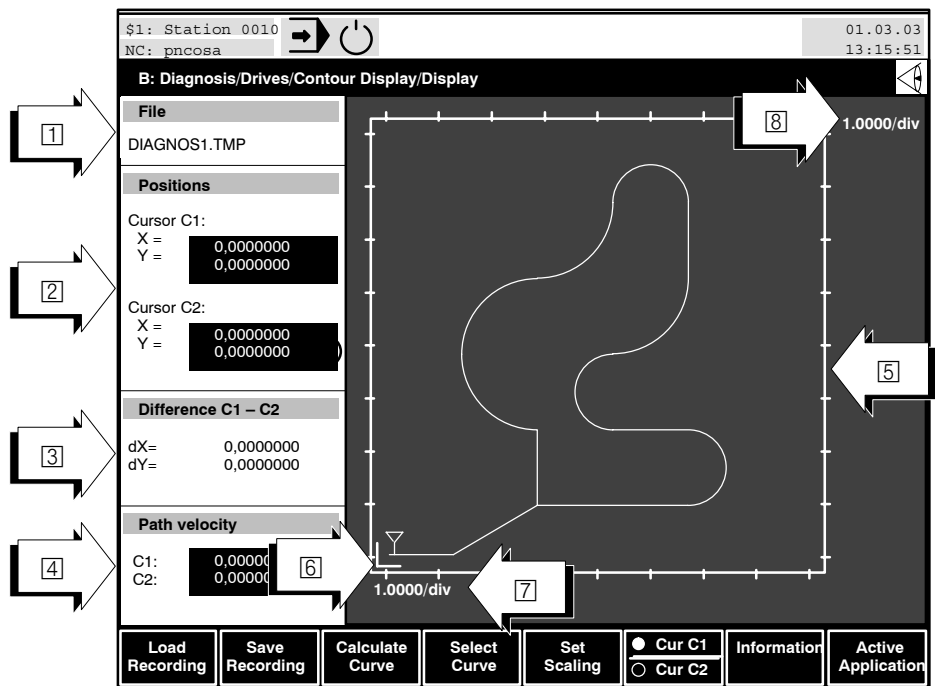 $1: Station 0010
NC: pncosa
01.03.03
13:15:51
B: Diagnosis/Drives/Contour Display/Display
File
DIAGNOS1.TMP
1
Positions
Cursor C1:
X = 0,0000000
Y = 0,0000000
2
Cursor C2:
X = 0,0000000
Y = 0,0000000
Difference C1 – C2
dX= 0,0000000
dY= 0,0000000
3
Path velocity
C1: 0,0000
C2: 0,0000
4
8
1.0000/div
5
6
1.0000/div
7
Load Recording
Save Recording
Calculate Curve
Select Curve
Set Scaling
Cur C1
Cur C2
Information
Active Application